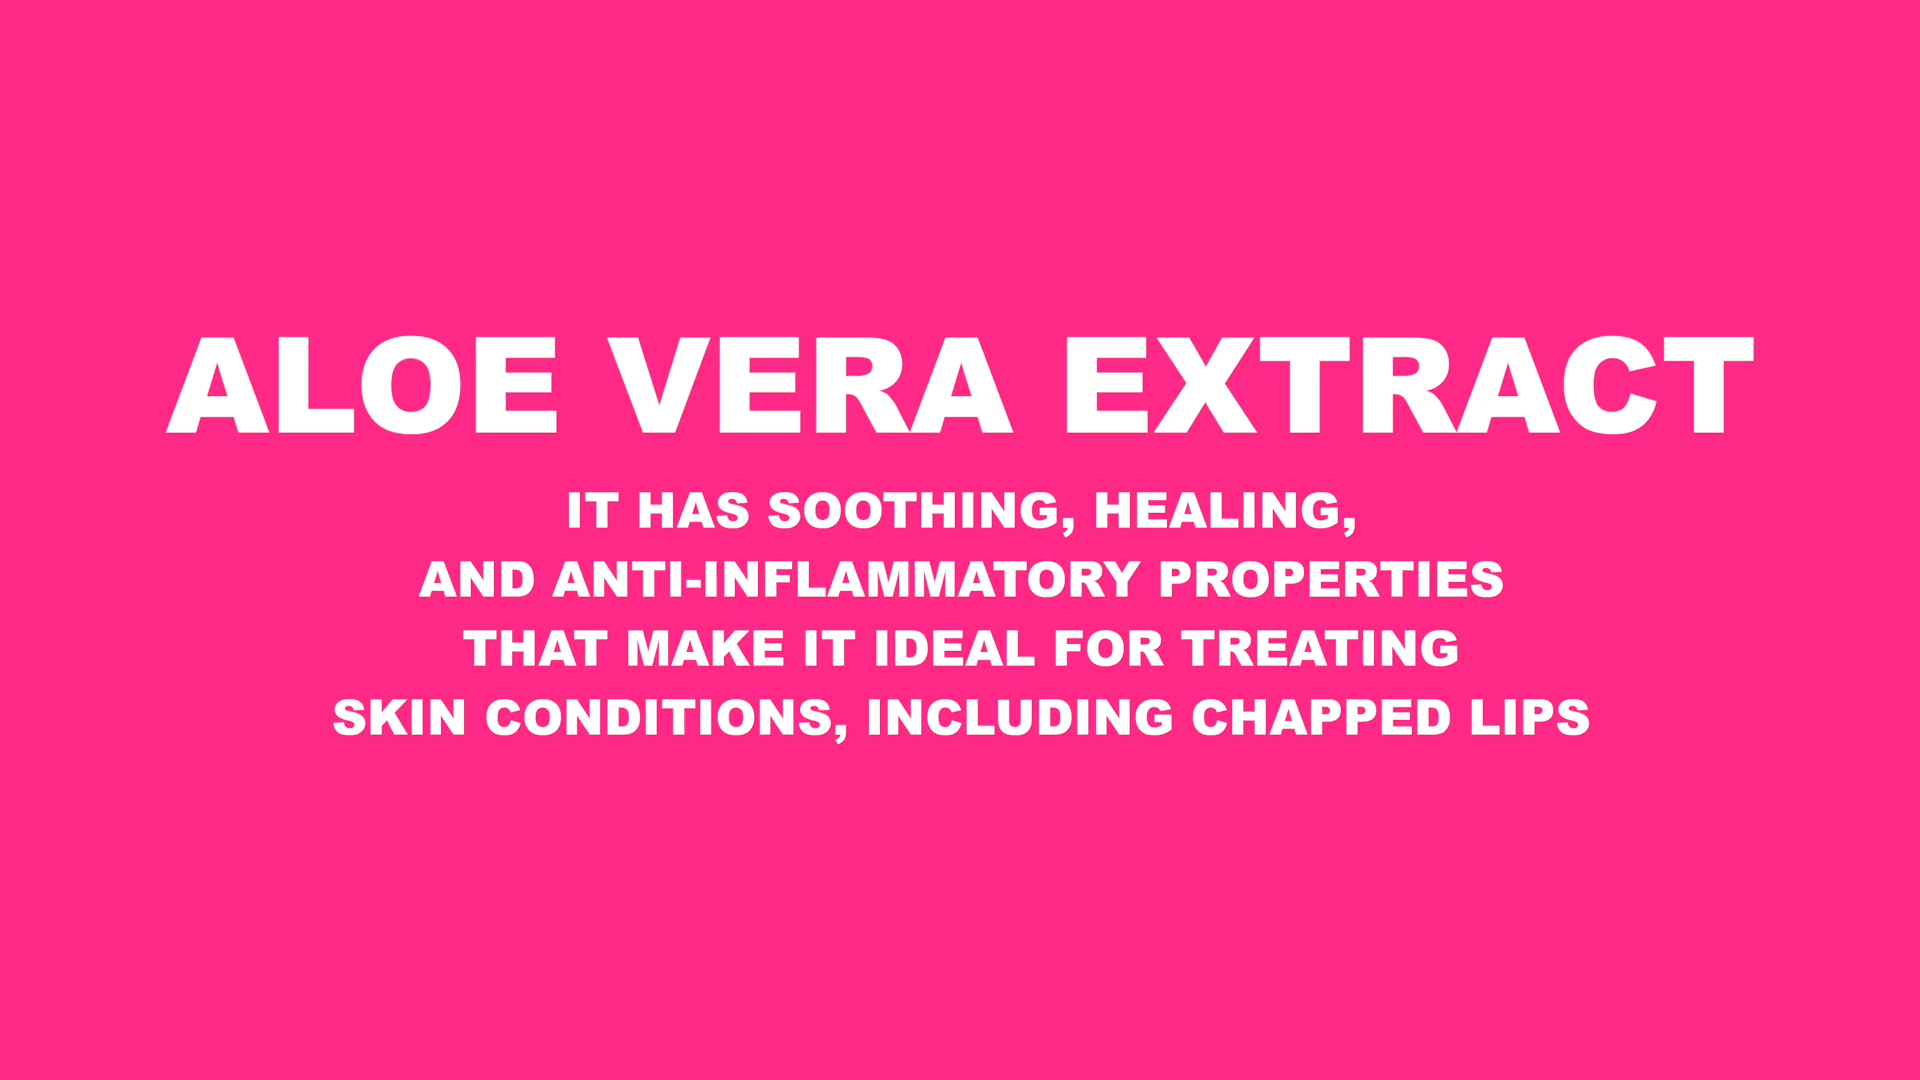 ALOE VERA EXTRACT
IT HAS SOOTHING, HEALING,
AND ANTI-INFLAMMATORY PROPERTIES
THAT MAKE IT IDEAL FOR TREATING
SKIN CONDITIONS, INCLUDING CHAPPED LIPS